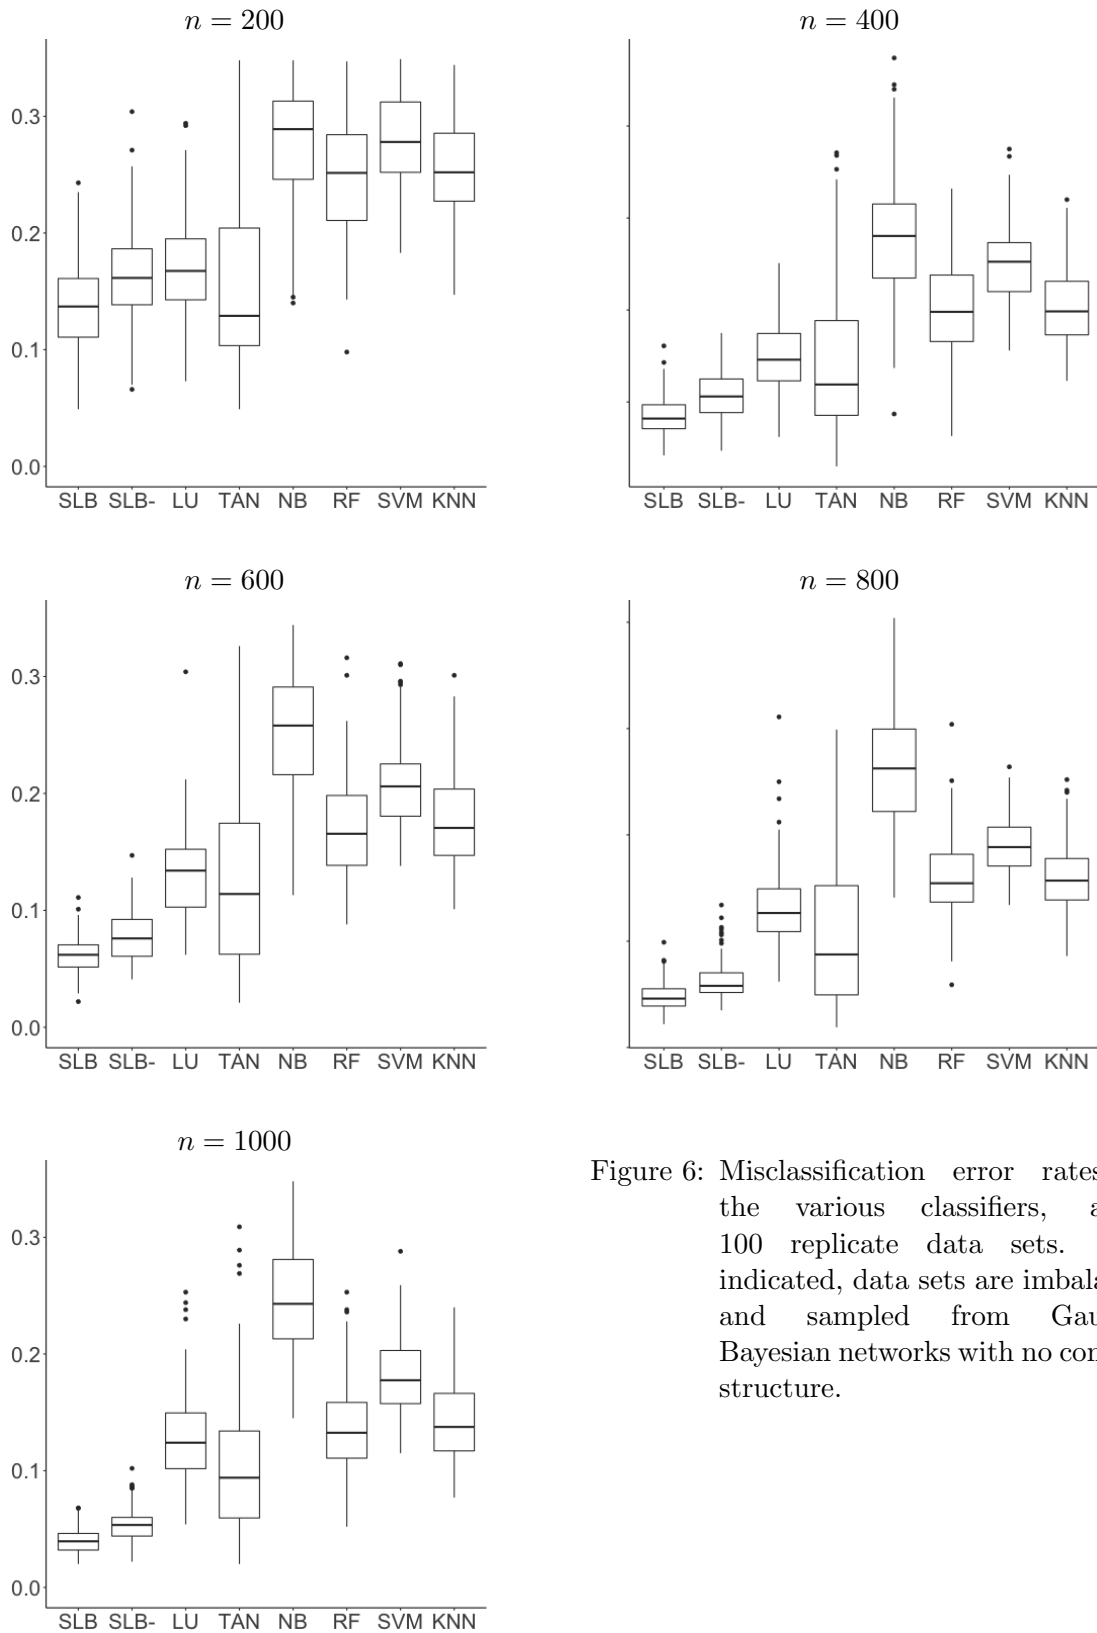 n = 200
n = 400
0.3
0.2
0.1
0.0
SLB SLB- LU TAN NB RF SVM KNN
SLB SLB- LU TAN NB RF SVM KNN
n = 600
n = 800
0.3
0.2
0.1
0.0
SLB SLB- LU TAN NB RF SVM KNN
SLB SLB- LU TAN NB RF SVM KNN
n = 1000
0.3
0.2
0.1
0.0
SLB SLB- LU TAN NB RF SVM KNN
Figure 6: Misclassification error rates
the various classifiers,
100 replicate data sets.
indicated, data sets are
and sampled from
Bayesian networks with no
structure.